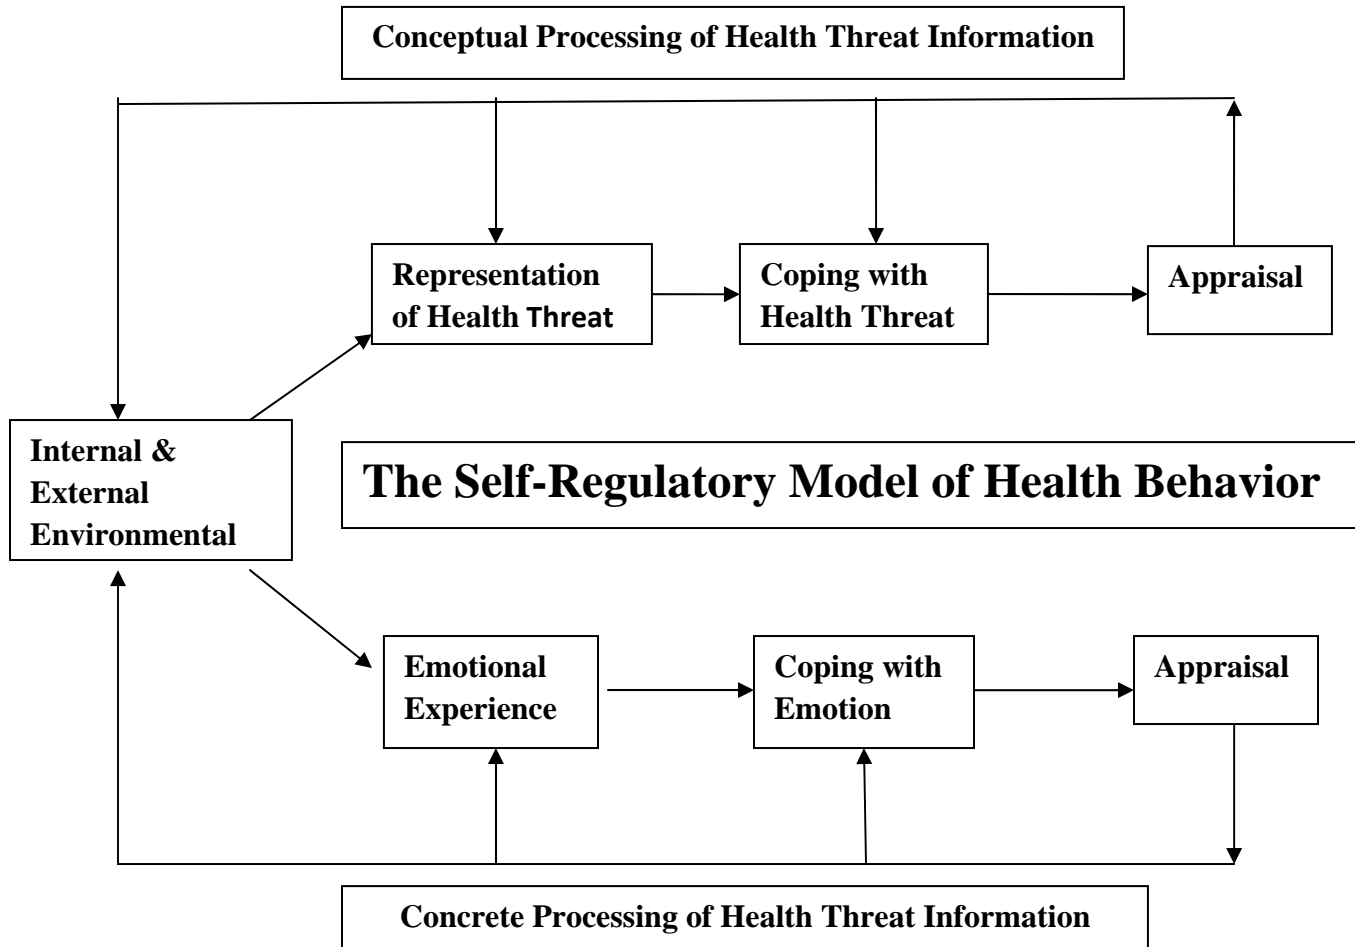 Conceptual Processing of Health Threat Information
Representation
of Health Threat
Coping with
Health Threat
Appraisal
Internal &
External
Environmental
The Self-Regulatory Model of Health Behavior
Emotional
Experience
Coping with
Emotion
Appraisal
Concrete Processing of Health Threat Information